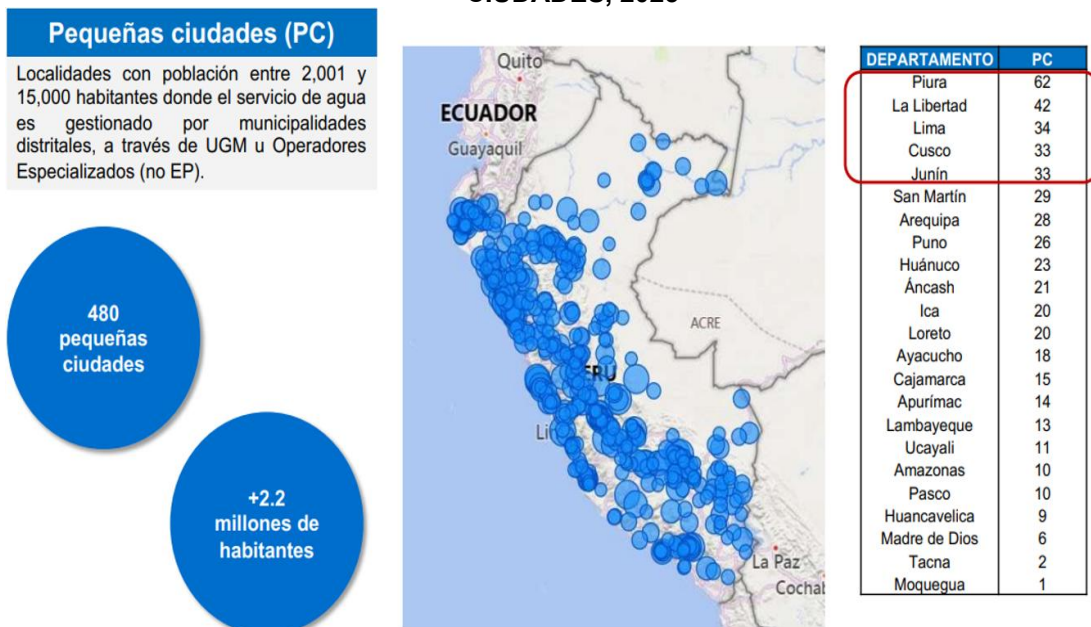 CIUDADES, 2020
Pequeñas ciudades (PC)
Localidades con población entre 2,001 y
15,000 habitantes donde el servicio de agua
es gestionado por municipalidades
distritales, a través de UGM u Operadores
Especializados (no EP).
480
pequeñas
ciudades
+2.2
millones de
habitantes
Quito
ECUADOR
Guayaquil
ACRE
La Paz
DEPARTAMENTO PC
Piura 62
La Libertad 42
Lima 34
Cusco 33
Junín 33
San Martín 29
Arequipa 28
Puno 26
Huánuco 23
Áncash 21
Ica 20
Loreto 20
Ayacucho 18
Cajamarca 15
Apurímac 14
Lambayeque 13
Ucayali 11
Amazonas 10
Pasco 10
Huancavelica 9
Madre de Dios 6
Tacna 2
Moquegua 1